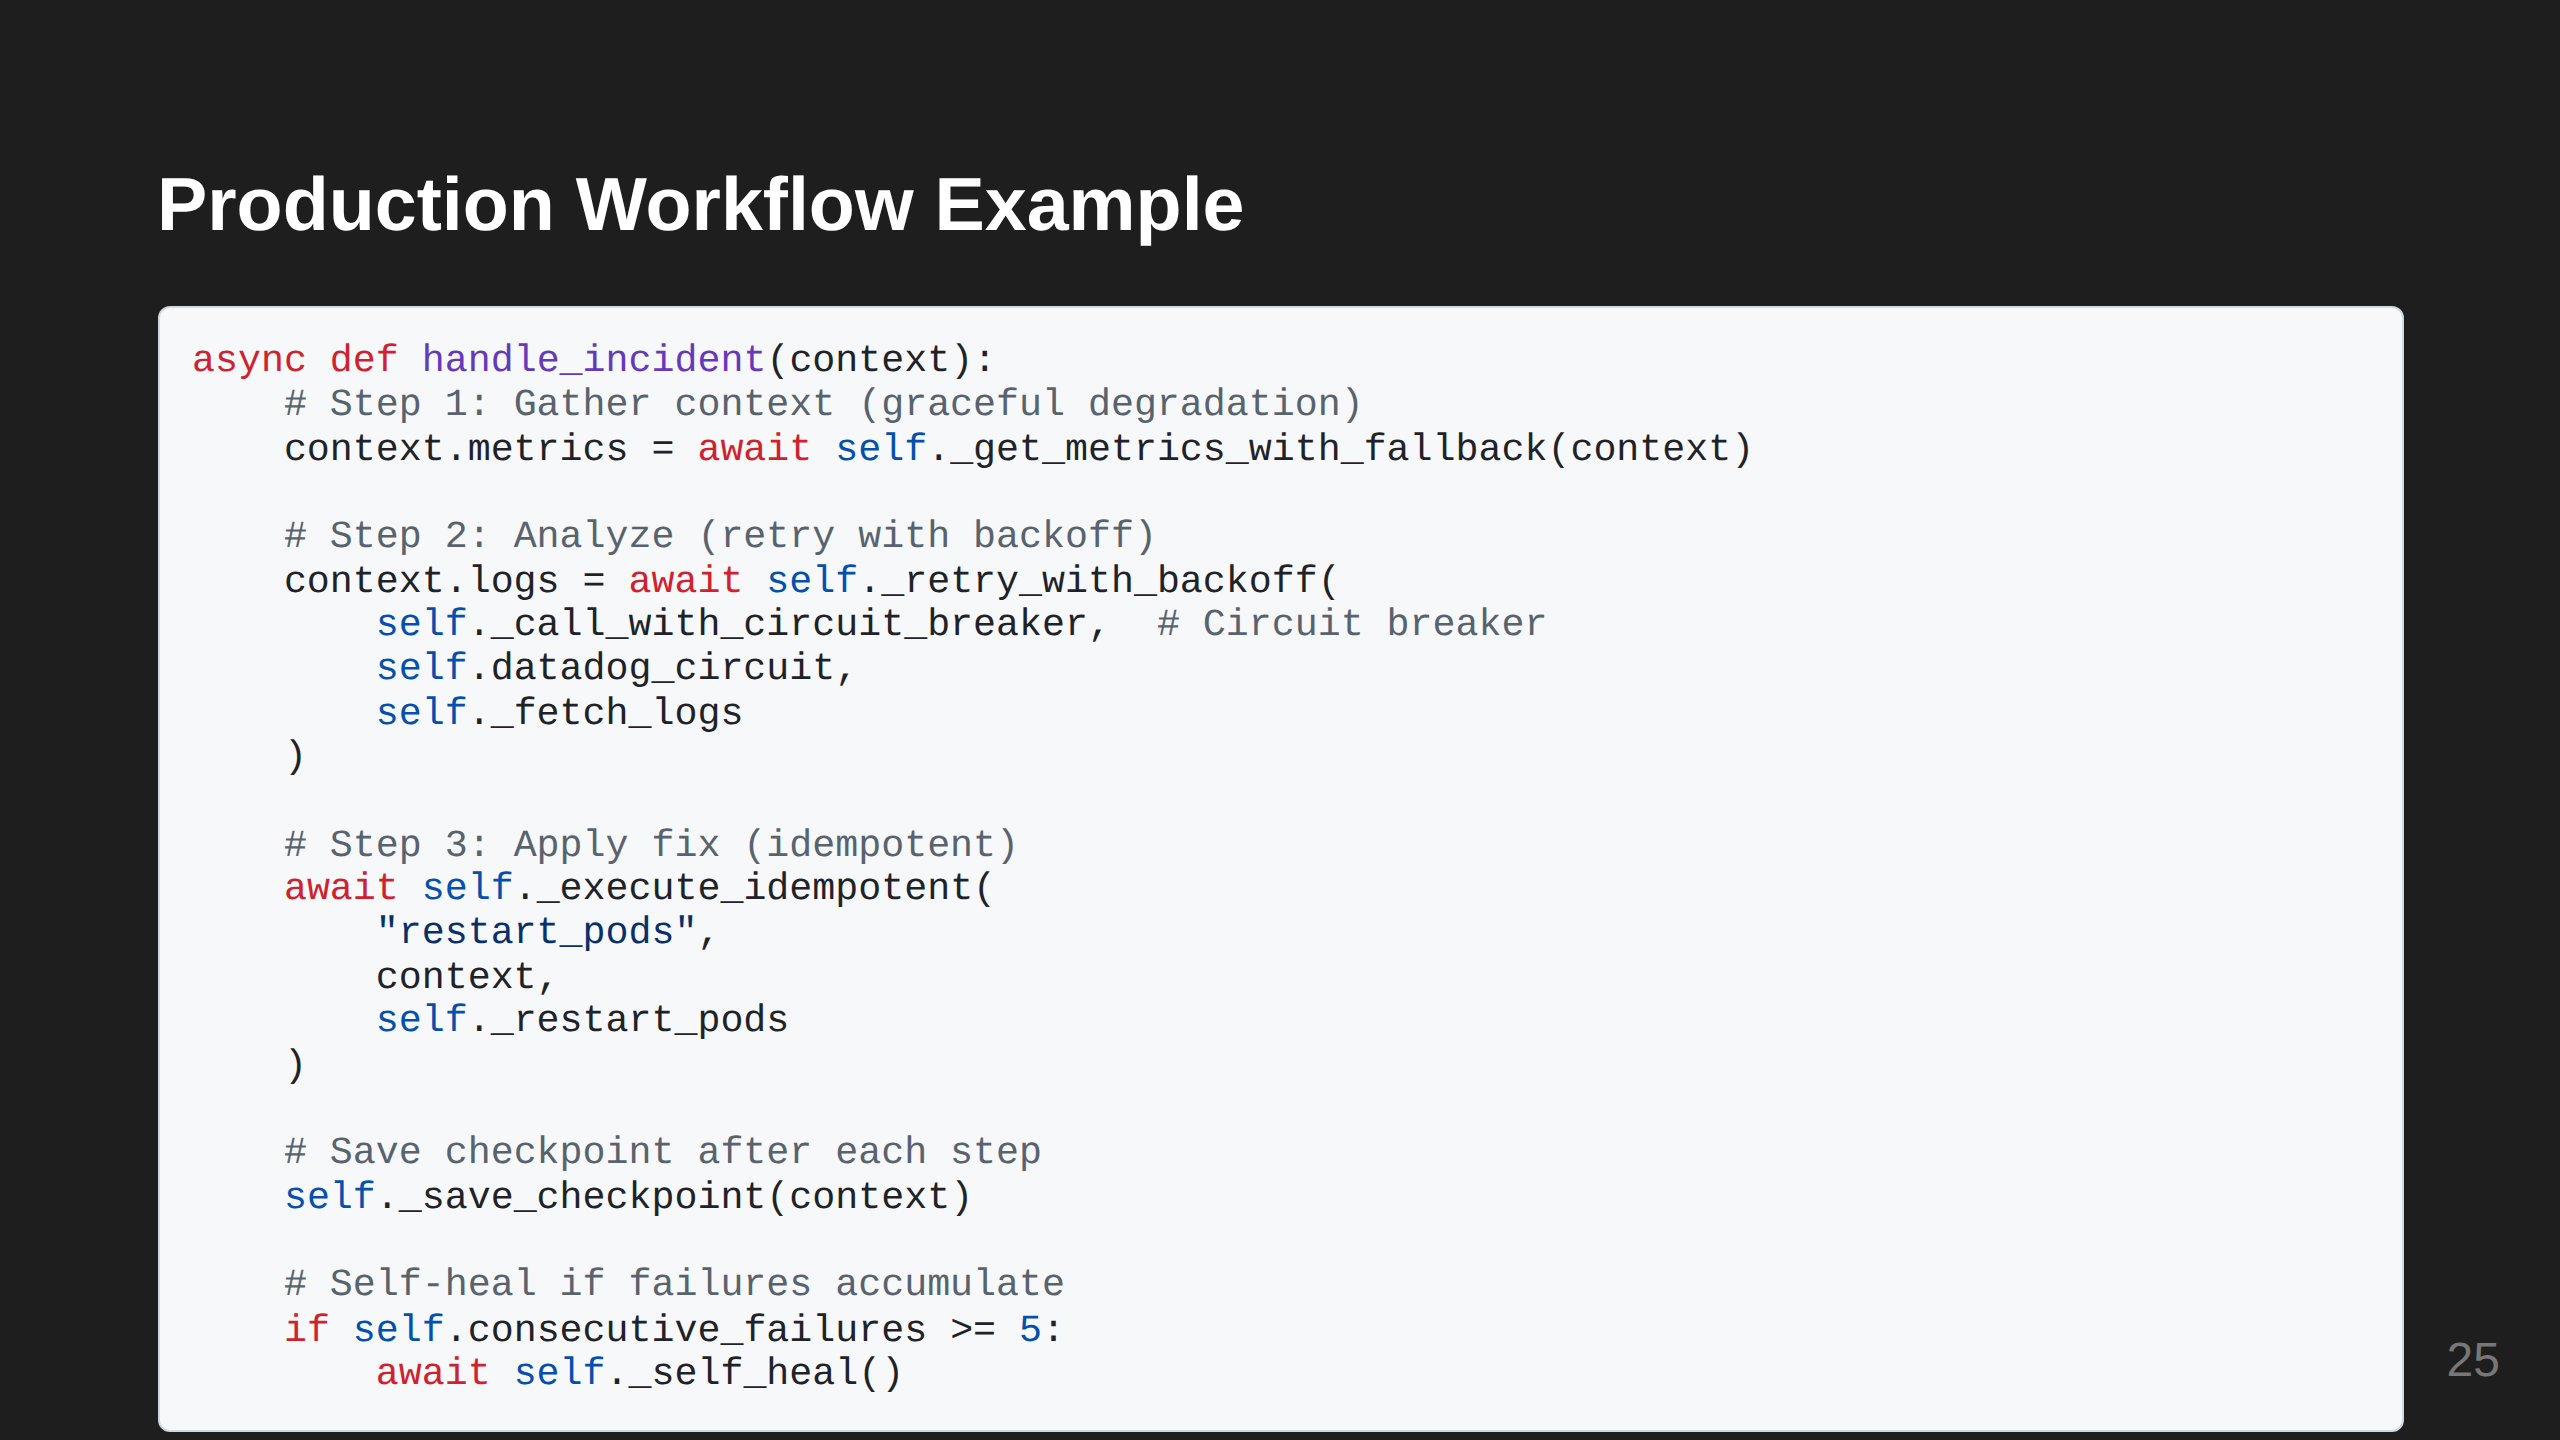 Production Workflow Example
async def handle_incident(context):
    # Step 1: Gather context (graceful degradation)
    context.metrics = await self._get_metrics_with_fallback(context)

    # Step 2: Analyze (retry with backoff)
    context.logs = await self._retry_with_backoff(
        self._call_with_circuit_breaker,  # Circuit breaker
        self.datadog_circuit,
        self._fetch_logs
    )

    # Step 3: Apply fix (idempotent)
    await self._execute_idempotent(
        "restart_pods",
        context,
        self._restart_pods
    )

    # Save checkpoint after each step
    self._save_checkpoint(context)

    # Self-heal if failures accumulate
    if self.consecutive_failures >= 5:
        await self._self_heal()
25